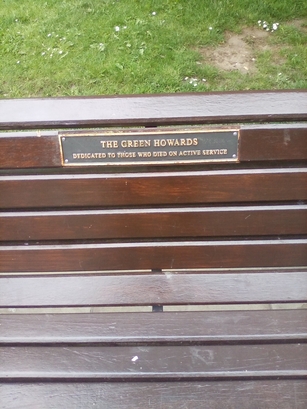 THE GREEN HOWARDS
DEDICATED TO THOSE WHO DIED ON ACTIVE SERVICE